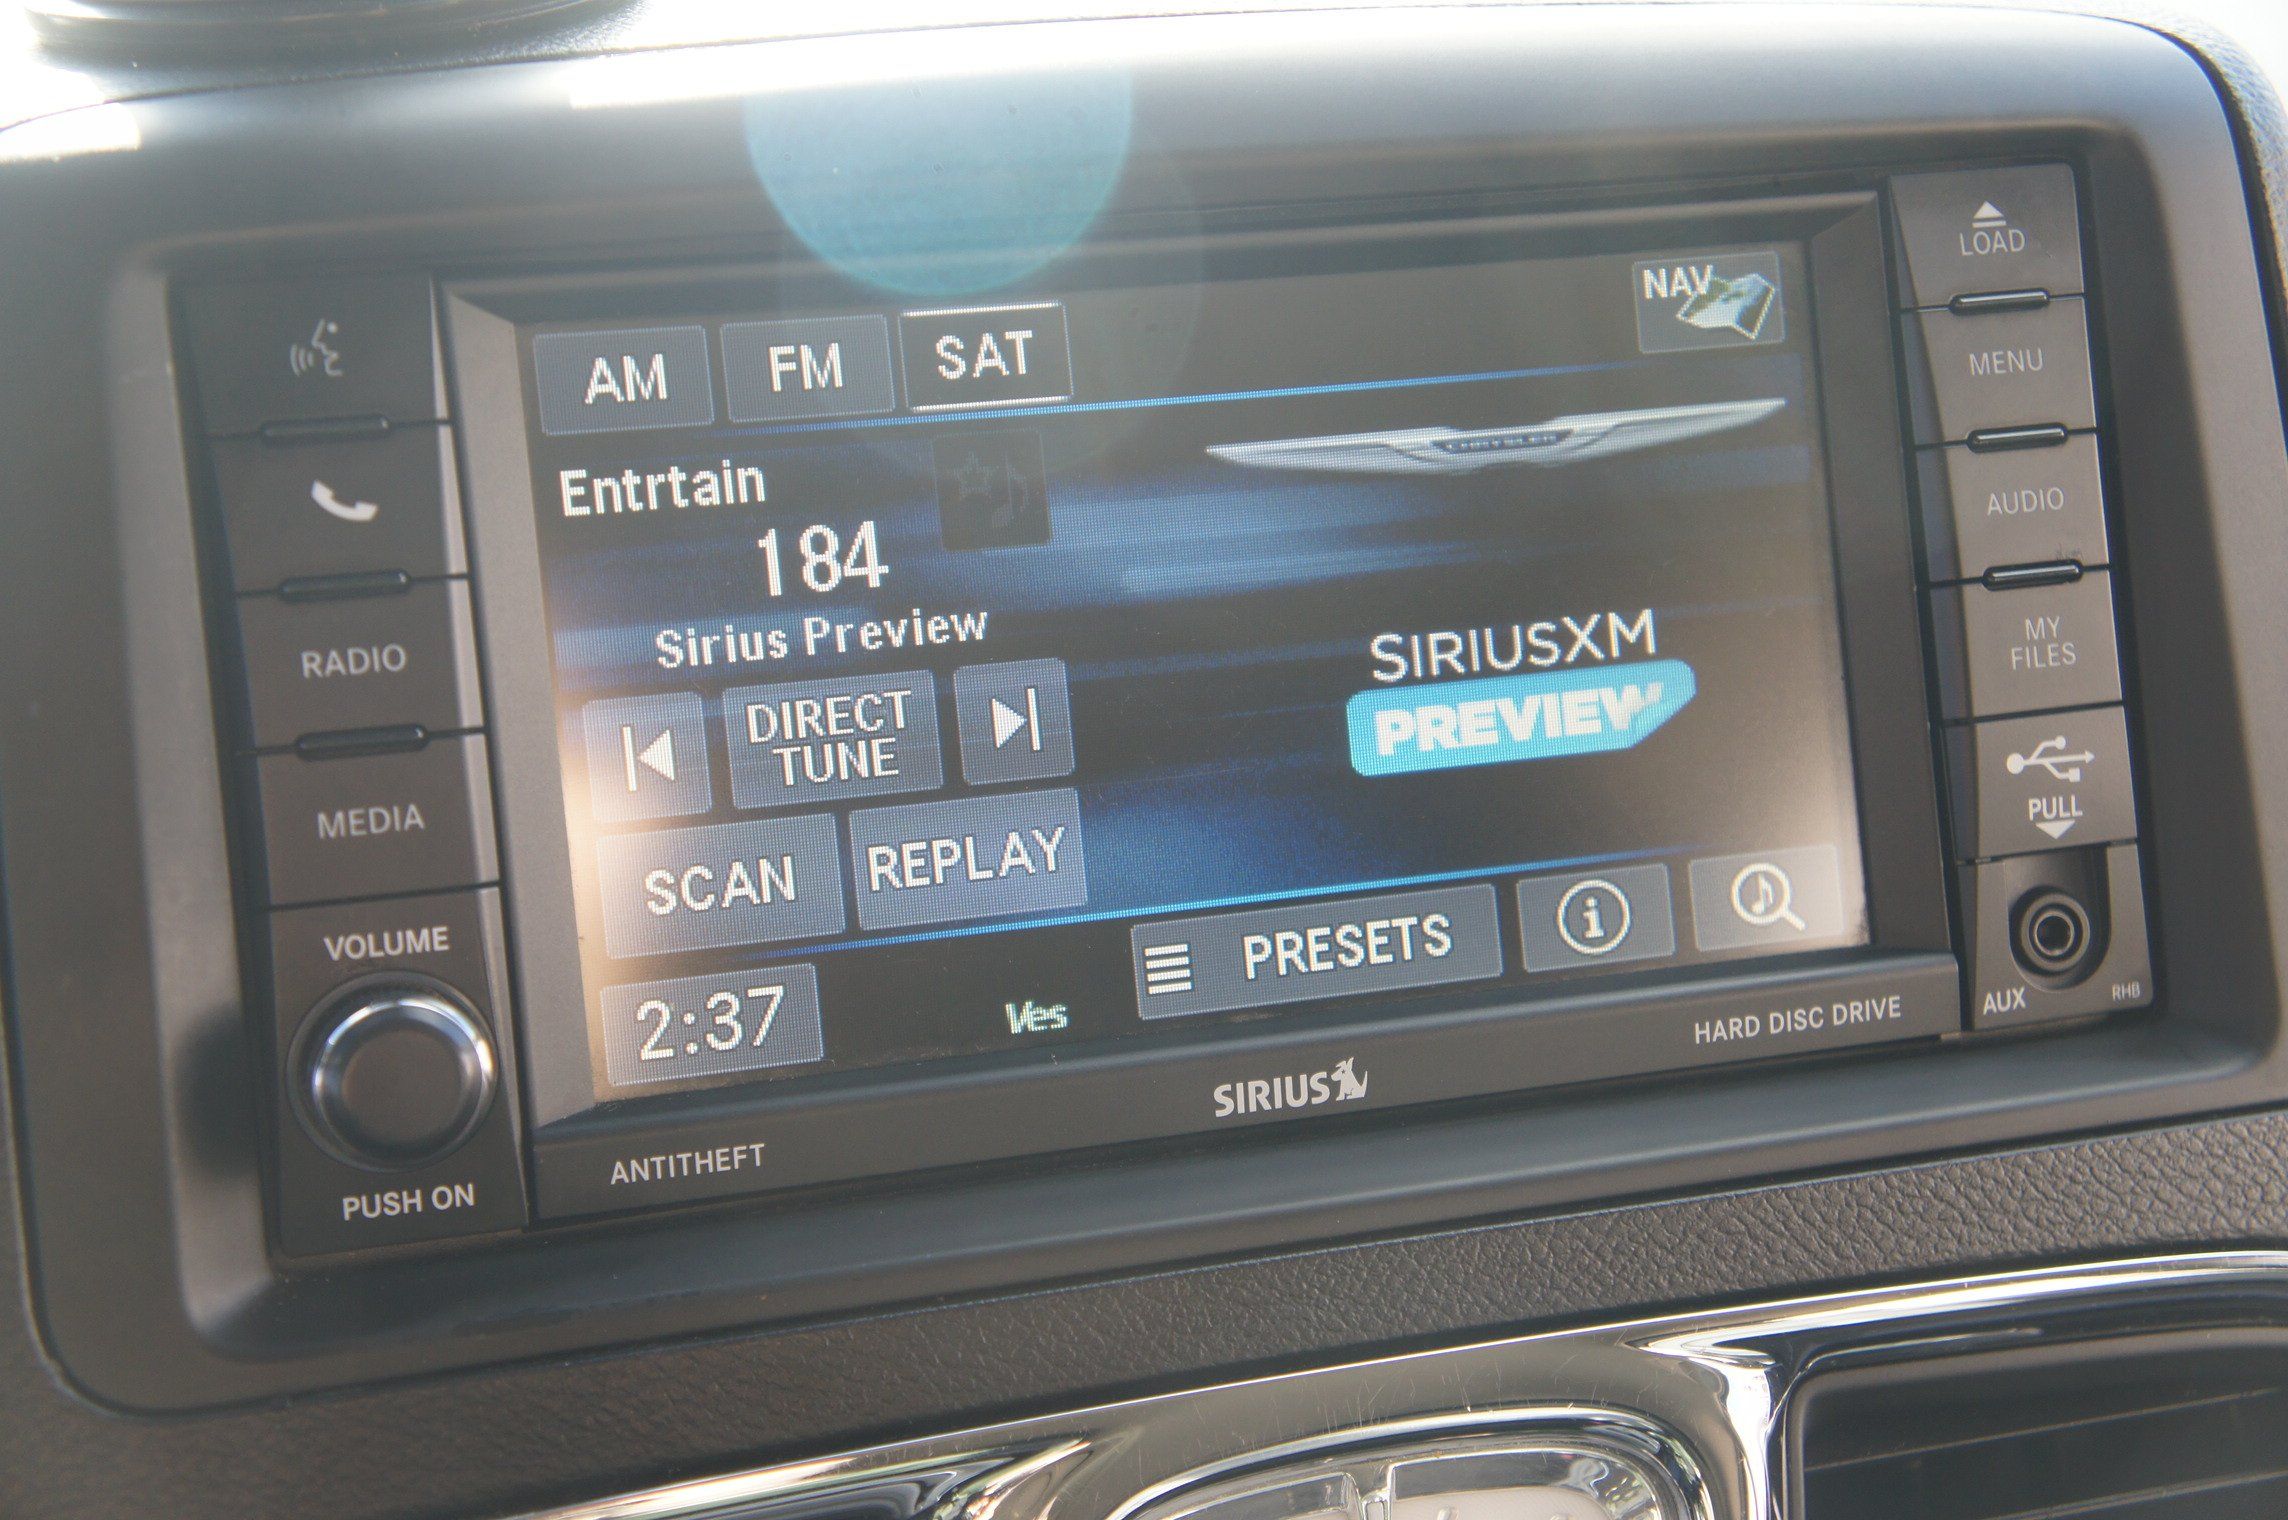 LOAD
NAV
AM FM SAT
MENU
Entrtain
CHRYSLER
184
AUDIO
Sirius Preview
SIRIUSXM
PREVIEW
MY
FILES
RADIO
DIRECT
TUNE
MEDIA
PULL
SCAN REPLAY
VOLUME
PRESETS
i
2:37
Ves
HARD DISC DRIVE
AUX
RHB
SIRIUS
ANTITHEFT
PUSH ON